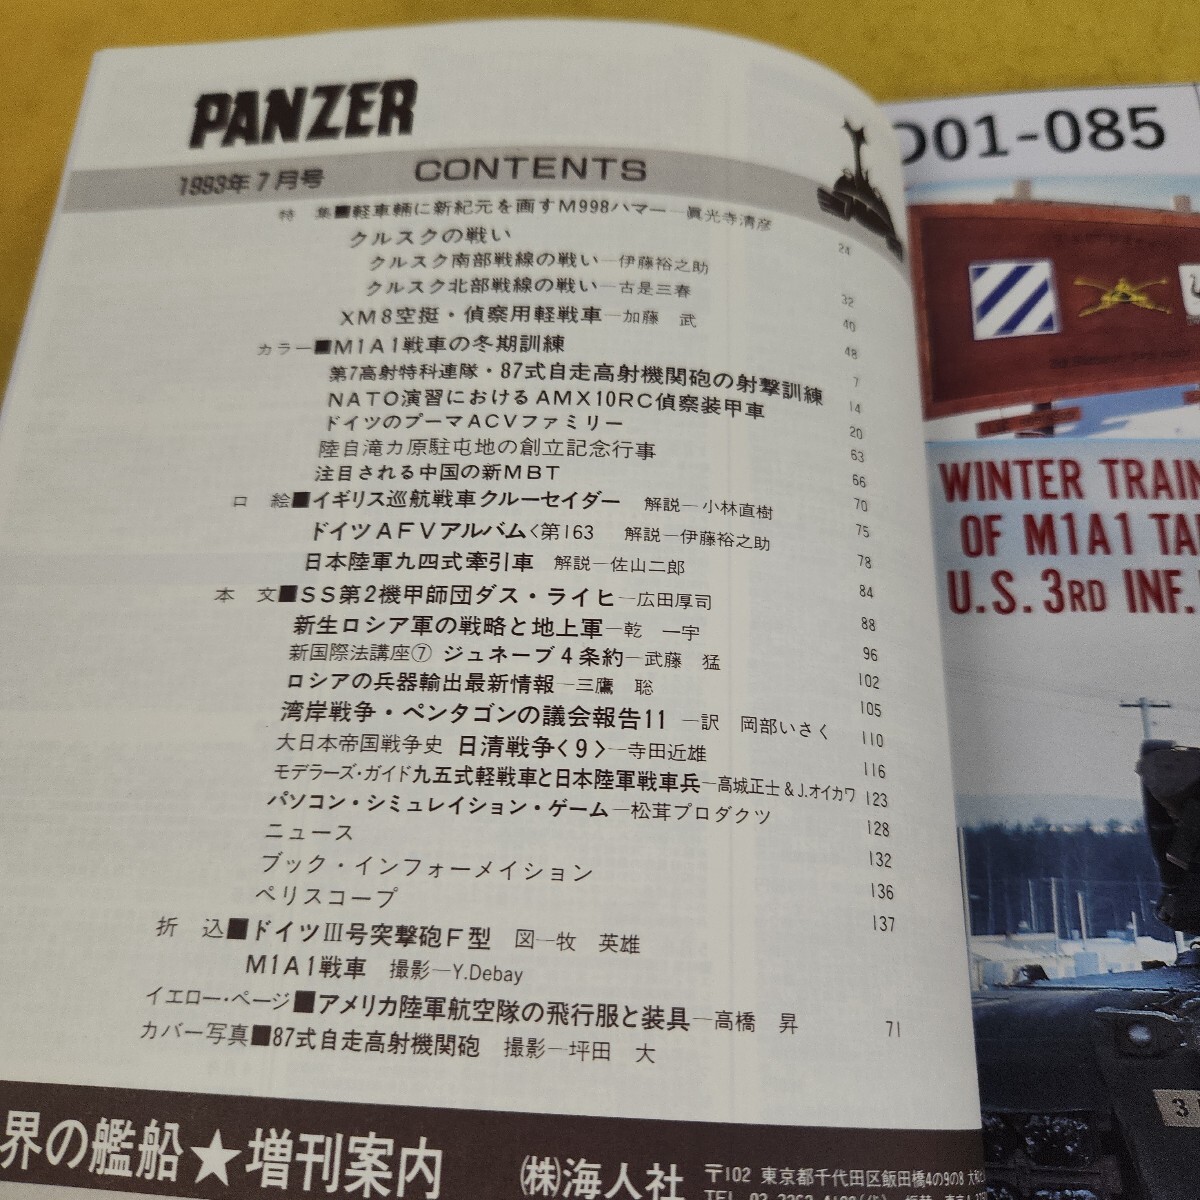 PANZER
1993年7月号 CONTENTS
特 集■軽車輛に新紀元を画すM998ハマー─眞光寺清彦 24
クルスクの戦い
クルスク南部戦線の戦い─伊藤裕之助 32
クルスク北部戦線の戦い─古是三春 40
XM8空挺・偵察用軽戦車─加藤 武 48
カラー■M1A1戦車の冬期訓練 7
第7高射特科連隊・87式自走高射機関砲の射撃訓練 14
NATO演習におけるAMX10RC偵察装甲車 20
ドイツのプーマACVファミリー 63
陸自滝カ原駐屯地の創立記念行事 66
注目される中国の新MBT 70
口 絵■イギリス巡航戦車クルーセイダー 解説─小林直樹 75
ドイツAFVアルバム<第163 解説─伊藤裕之助 78
日本陸軍九四式牽引車 解説─佐山二郎 84
本 文■SS第2機甲師団ダス・ライヒ─広田厚司 88
新生ロシア軍の戦略と地上軍─乾 一宇 96
新国際法講座⑦ ジュネーブ4条約─武藤 猛 102
ロシアの兵器輸出最新情報─三鷹 聡 105
湾岸戦争・ペンタゴンの議会報告11─訳 岡部いさく 110
大日本帝国戦争史 日清戦争<9>─寺田近雄 116
モデラーズ・ガイド九五式軽戦車と日本陸軍戦車兵─高城正士&J.オイカワ 123
パソコン・シミュレイション・ゲーム─松茸プロダクツ 128
ニュース 132
ブック・インフォーメイション 136
ペリスコープ 137
折 込■ドイツIII号突撃砲F型 図─牧 英雄
M1A1戦車 撮影─Y.Debay
イエロー・ページ■アメリカ陸軍航空隊の飛行服と装具─高橋 昇 71
カバー写真■87式自走高射機関砲 撮影─坪田 大
界の艦船★増刊案内 ㈱海人社 〒102 東京都千代田区飯田橋4の9の8
D01-085
WINTER TRAIN
OF M1A1 TA
U.S. 3RD INF.
3